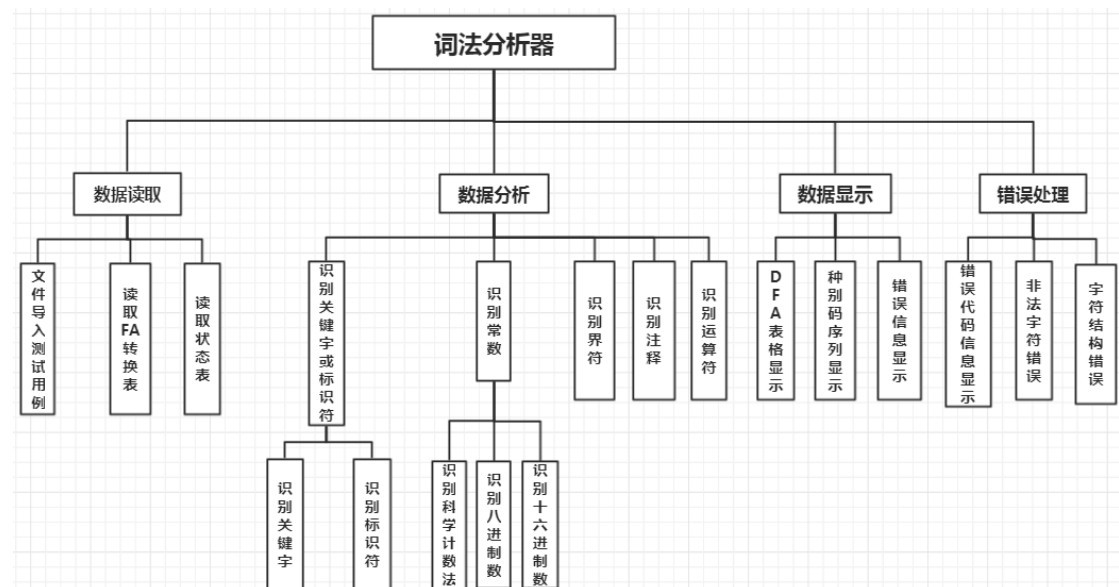 词法分析器
数据读取
数据分析
数据显示
错误处理
文件导入测试用例
读取FA转换表
读取状态表
识别关键字或标识符
识别常数
识别界符
识别注释
识别运算符
DFA表格显示
种别码序列显示
错误信息显示
错误代码信息显示
非法字符错误
字符结构错误
识别关键字
识别标识符
识别科学计数法
识别八进制数
识别十六进制数